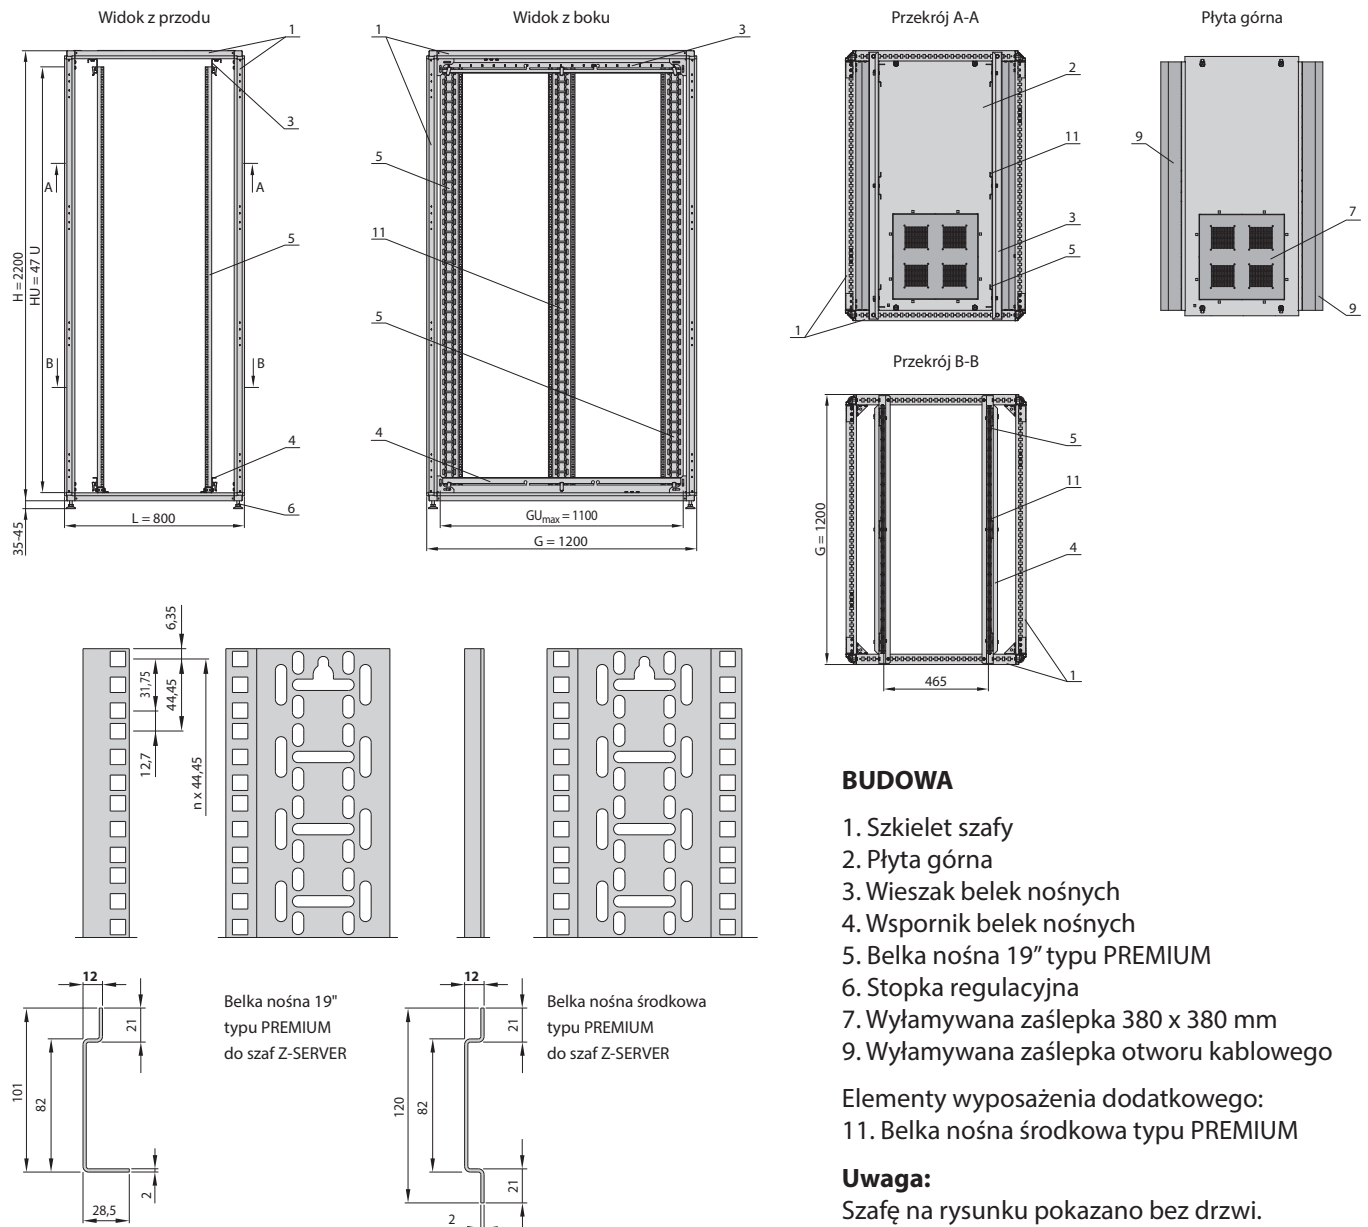 Widok z przodu
Widok z boku
Przekrój A-A
Płyta górna
1
1
3
3
5
11
5
4
5
4
6
A
A
B
B
H = 2200
HU = 47 U
35-45
L = 800
GUmax = 1100
G = 1200
2
11
3
5
1
9
7
9
Przekrój B-B
5
11
4
1
G = 1200
465
6,35
31,75
44,45
12,7
n x 44,45
12
21
101
82
2
28,5
Belka nośna 19"
typu PREMIUM
do szaf Z-SERVER
12
21
120
82
21
2
Belka nośna środkowa
typu PREMIUM
do szaf Z-SERVER
BUDOWA
1. Szkielet szafy
2. Płyta górna
3. Wieszak belek nośnych
4. Wspornik belek nośnych
5. Belka nośna 19” typu PREMIUM
6. Stopka regulacyjna
7. Wyłamywana zaślepka 380 x 380 mm
9. Wyłamywana zaślepka otworu kablowego
Elementy wyposażenia dodatkowego:
11. Belka nośna środkowa typu PREMIUM
Uwaga:
Szafę na rysunku pokazano bez drzwi.